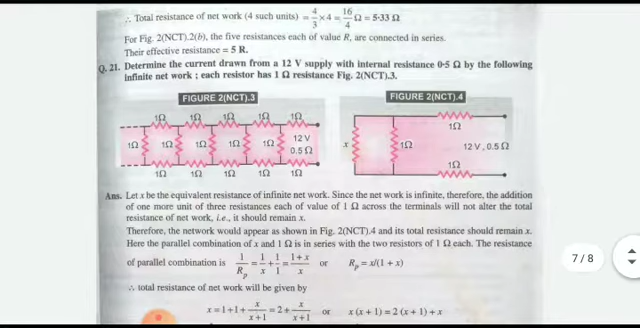 ∴ Total resistance of net work (4 such units) = 4/3 × 4 = 16/4 Ω = 5·33 Ω
For Fig. 2(NCT).2(b), the five resistances each of value R, are connected in series.
Their effective resistance = 5 R.
Q. 21. Determine the current drawn from a 12 V supply with internal resistance 0·5 Ω by the following
infinite net work ; each resistor has 1 Ω resistance Fig. 2(NCT).3.
FIGURE 2(NCT).3
FIGURE 2(NCT).4
1Ω 1Ω 1Ω 1Ω 1Ω
1Ω
1Ω 1Ω 1Ω 1Ω 1Ω 12 V
0.5 Ω
x 1Ω 12 V, 0.5 Ω
1Ω 1Ω 1Ω 1Ω 1Ω
1Ω
Ans. Let x be the equivalent resistance of infinite net work. Since the net work is infinite, therefore, the addition
of one more unit of three resistances each of value of 1 Ω across the terminals will not alter the total
resistance of net work, i.e., it should remain x.
Therefore, the network would appear as shown in Fig. 2(NCT).4 and its total resistance should remain x.
Here the parallel combination of x and 1 Ω is in series with the two resistors of 1 Ω each. The resistance
of parallel combination is 1/Rp = 1/x + 1/1 = 1+x/x or Rp = x/(1 + x)
7 / 8
∴ total resistance of net work will be given by
x = 1 + 1 + x/x+1 = 2 + x/x+1 or x (x + 1) = 2 (x + 1) + x